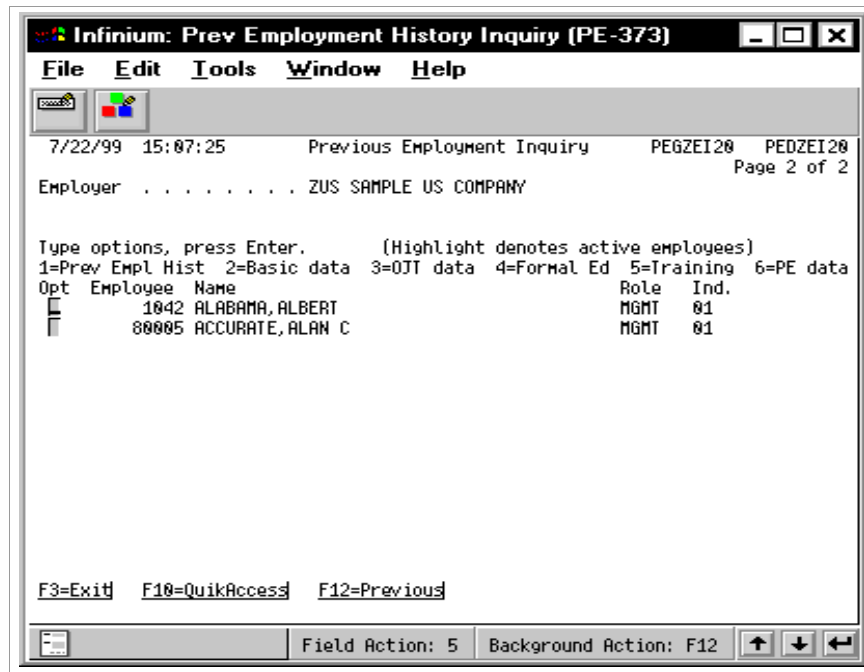 Infinium: Prev Employment History Inquiry (PE-373)
File Edit Tools Window Help
7/22/99 15:07:25 Previous Employment Inquiry PEGZEI20 PEDZEI20
Page 2 of 2
Employer . . . . . . . . ZUS SAMPLE US COMPANY
Type options, press Enter. (Highlight denotes active employees)
1=Prev Empl Hist 2=Basic data 3=OJT data 4=Formal Ed 5=Training 6=PE data
Opt Employee Name Role Ind.
1042 ALABAMA,ALBERT MGMT 01
80005 ACCURATE,ALAN C MGMT 01
F3=Exit F10=QuikAccess F12=Previous
Field Action: 5 Background Action: F12